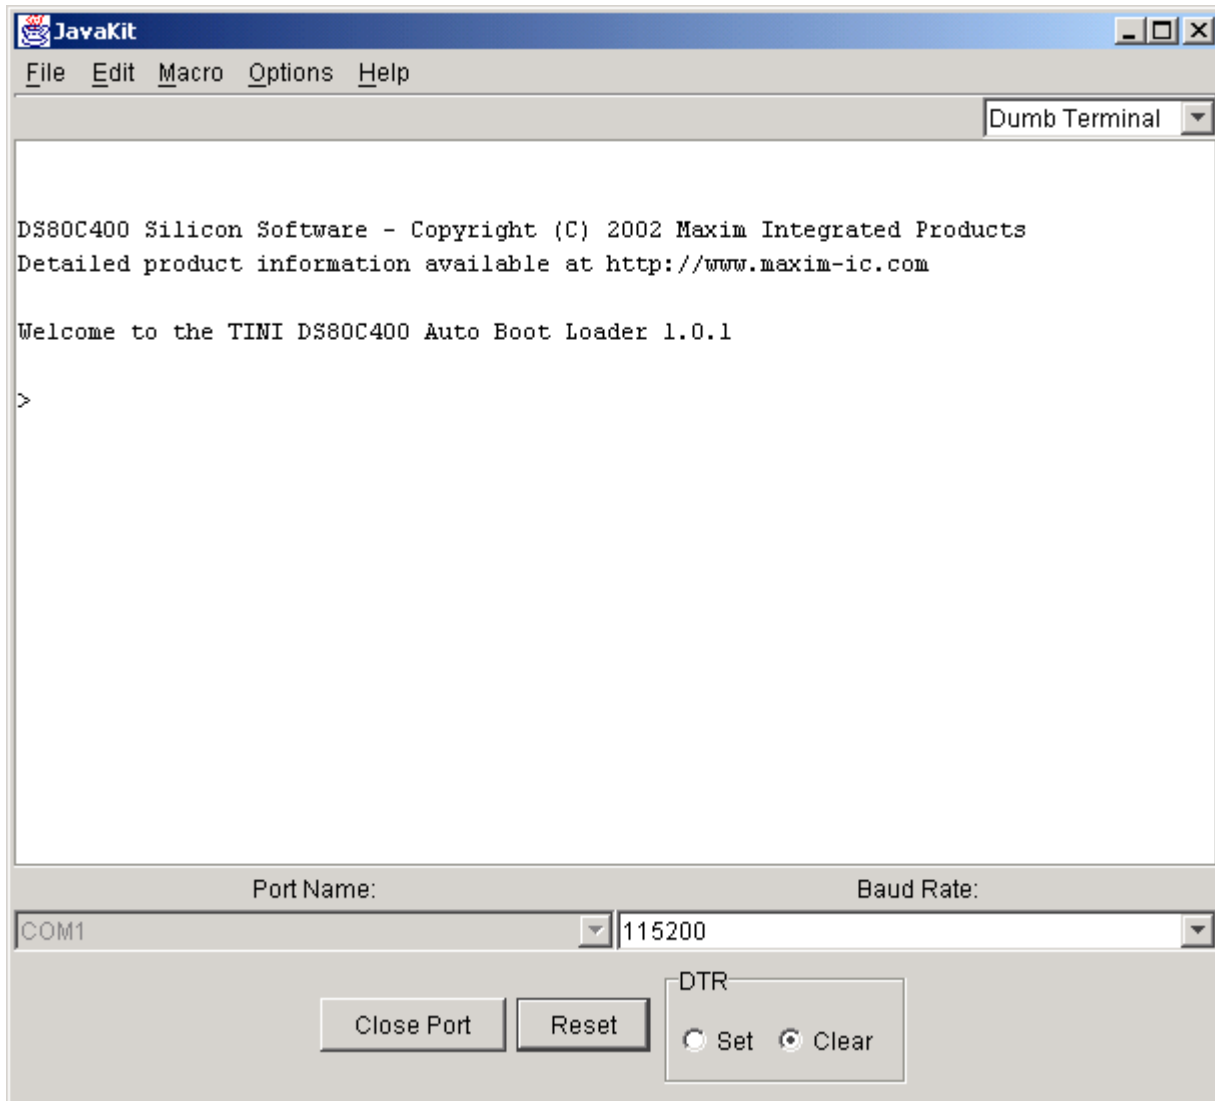 JavaKit
File Edit Macro Options Help
Dumb Terminal
DS80C400 Silicon Software - Copyright (C) 2002 Maxim Integrated Products
Detailed product information available at http://www.maxim-ic.com
Welcome to the TINI DS80C400 Auto Boot Loader 1.0.1
>
Port Name: Baud Rate:
COM1 115200
DTR
Close Port Reset Set Clear